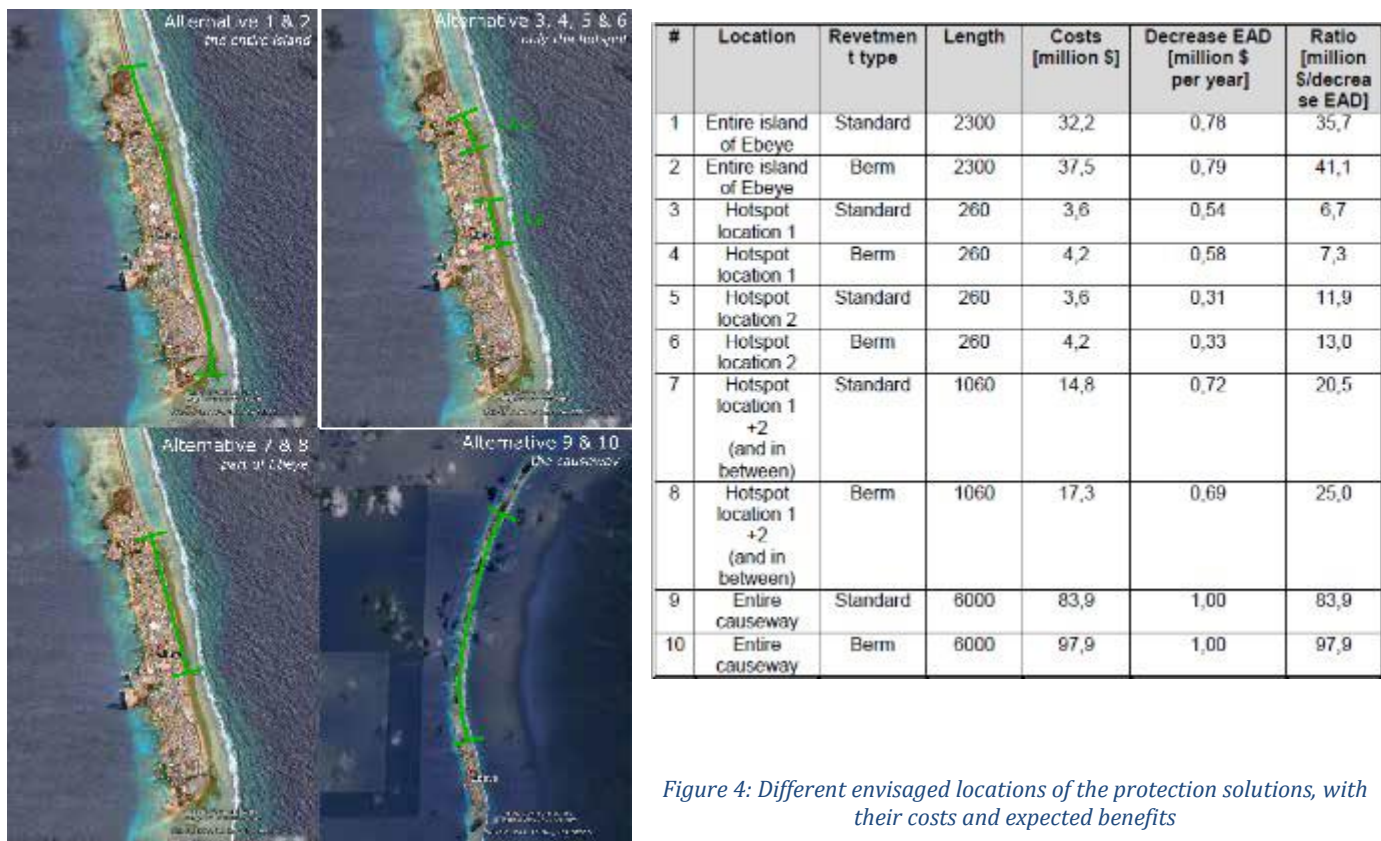 Alternative 1 & 2
the entire island
Alternative 3, 4, 5 & 6
only the hotspot
Alternative 7 & 8
part of Ebeye
Alternative 9 & 10
the causeway
# Location Revetmen Length Costs Decrease EAD Ratio
t type [million $] [million $ [million
per year] $/decrea
se EAD]
1 Entire island Standard 2300 32,2 0,78 35,7
of Ebeye
2 Entire island Berm 2300 37,5 0,79 41,1
of Ebeye
3 Hotspot Standard 260 3,6 0,54 6,7
location 1
4 Hotspot Berm 260 4,2 0,58 7,3
location 1
5 Hotspot Standard 260 3,6 0,31 11,9
location 2
6 Hotspot Berm 260 4,2 0,33 13,0
location 2
7 Hotspot Standard 1060 14,8 0,72 20,5
location 1
+2
(and in
between)
8 Hotspot Berm 1060 17,3 0,69 25,0
location 1
+2
(and in
between)
9 Entire Standard 6000 83,9 1,00 83,9
causeway
10 Entire Berm 6000 97,9 1,00 97,9
causeway
Figure 4: Different envisaged locations of the protection solutions, with
their costs and expected benefits